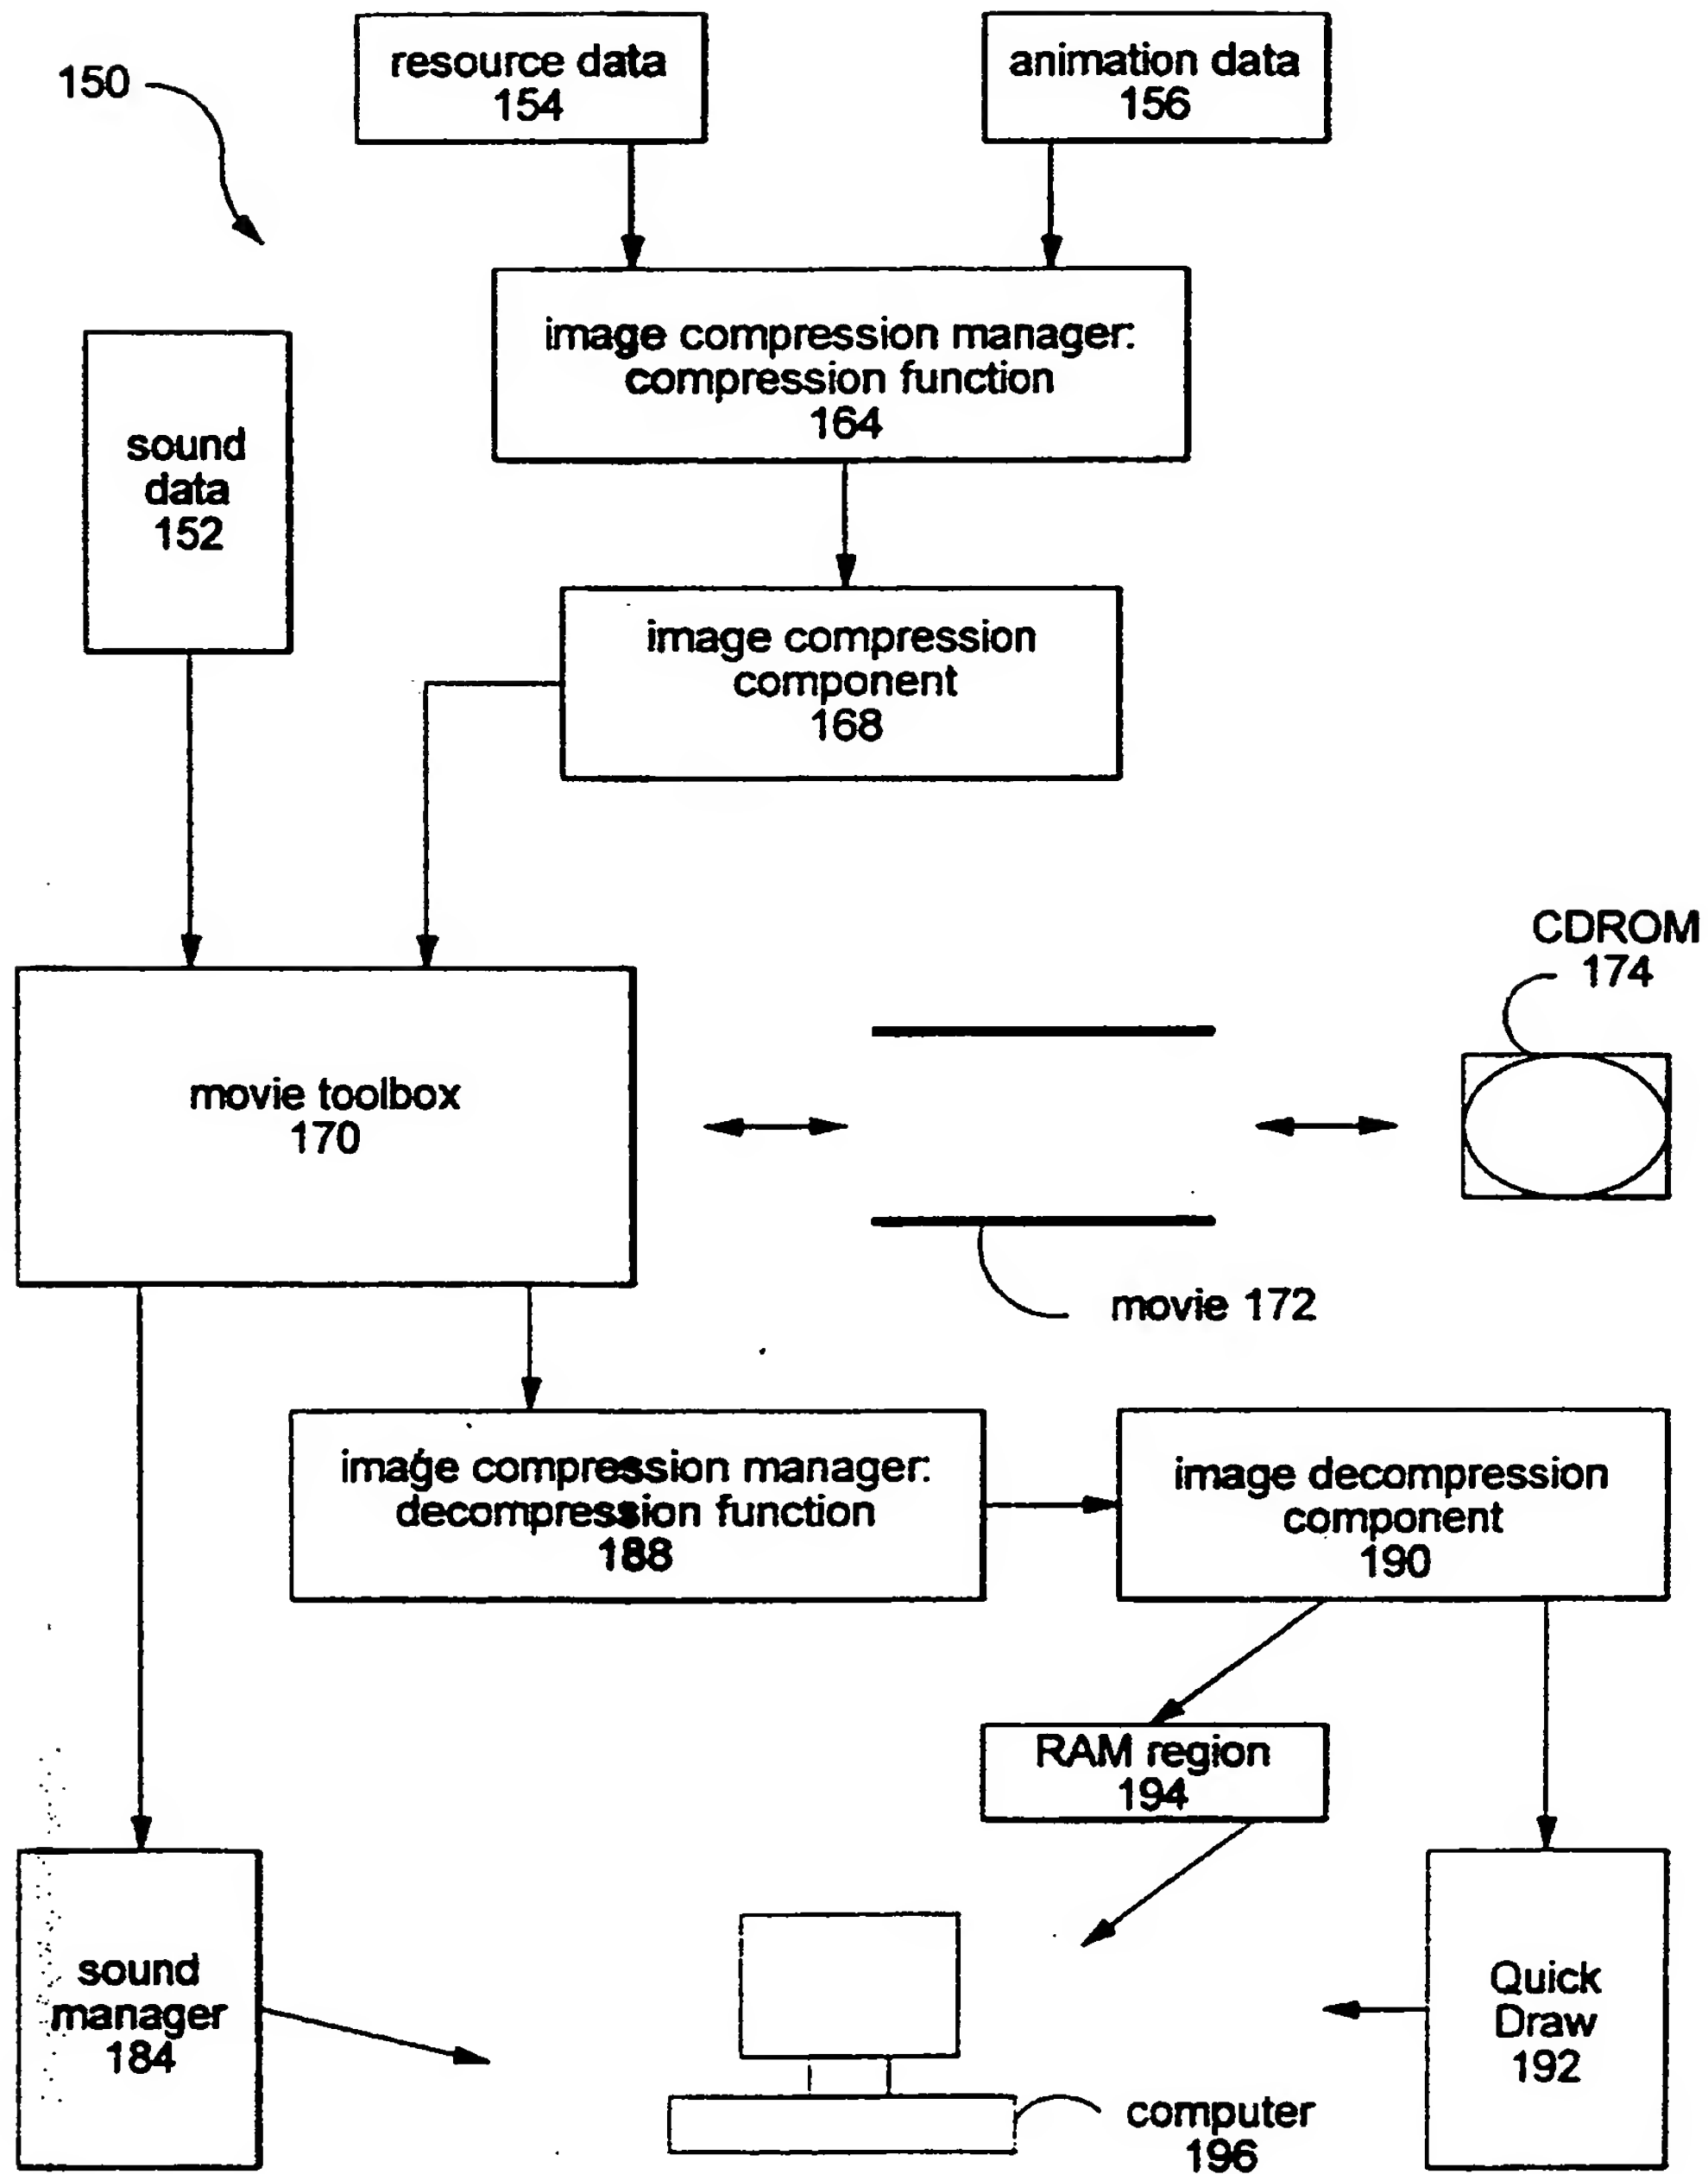 150
resource data
154
animation data
156
image compression manager:
compression function
164
sound
data
152
image compression
component
168
CDROM
174
movie toolbox
170
movie 172
image compression manager:
decompression function
188
image decompression
component
190
RAM region
194
sound
manager
184
Quick
Draw
192
computer
196